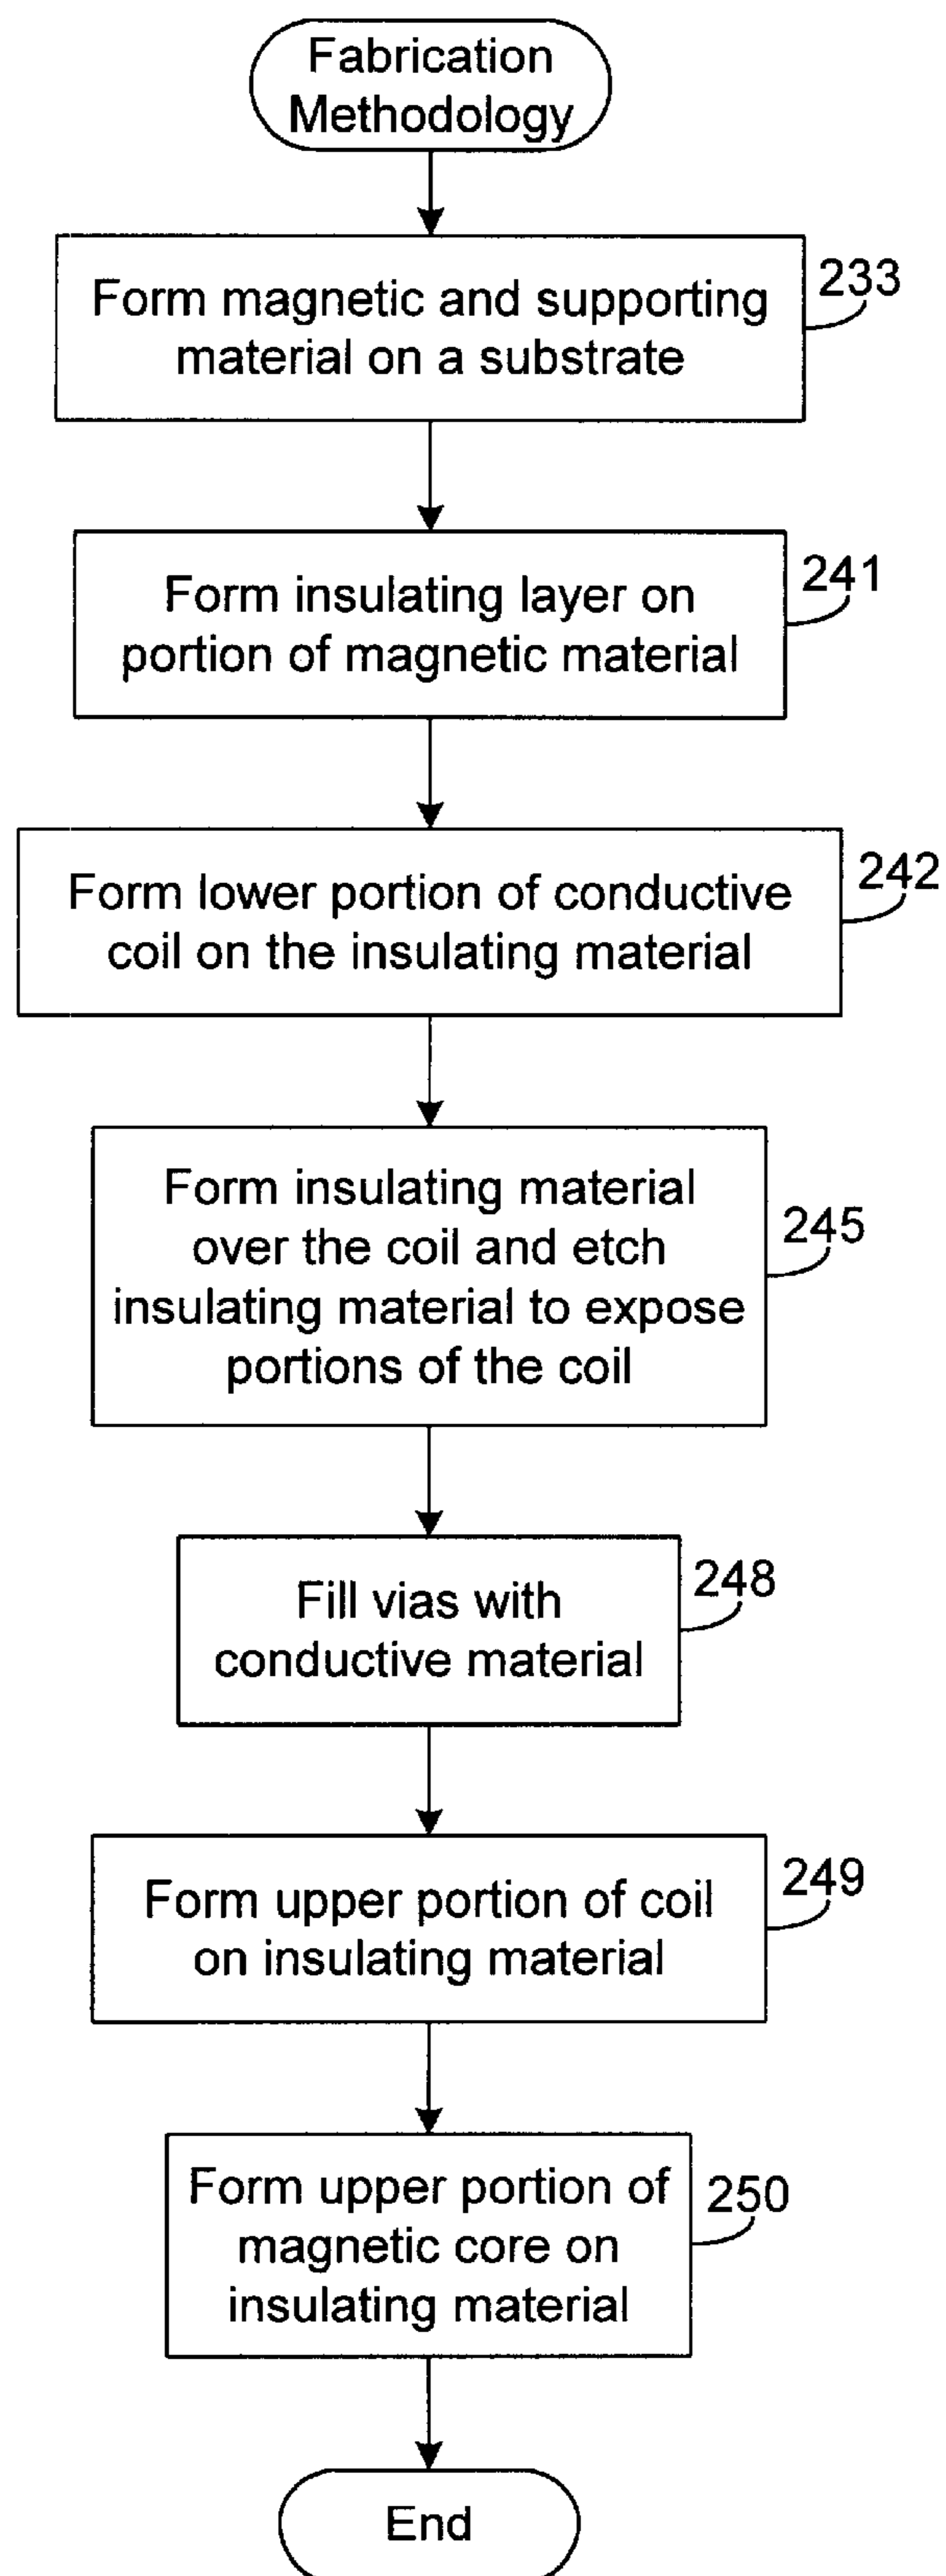 Fabrication
Methodology
Form magnetic and supporting
material on a substrate
233
Form insulating layer on
portion of magnetic material
241
Form lower portion of conductive
coil on the insulating material
242
Form insulating material
over the coil and etch
insulating material to expose
portions of the coil
245
Fill vias with
conductive material
248
Form upper portion of coil
on insulating material
249
Form upper portion of
magnetic core on
insulating material
250
End